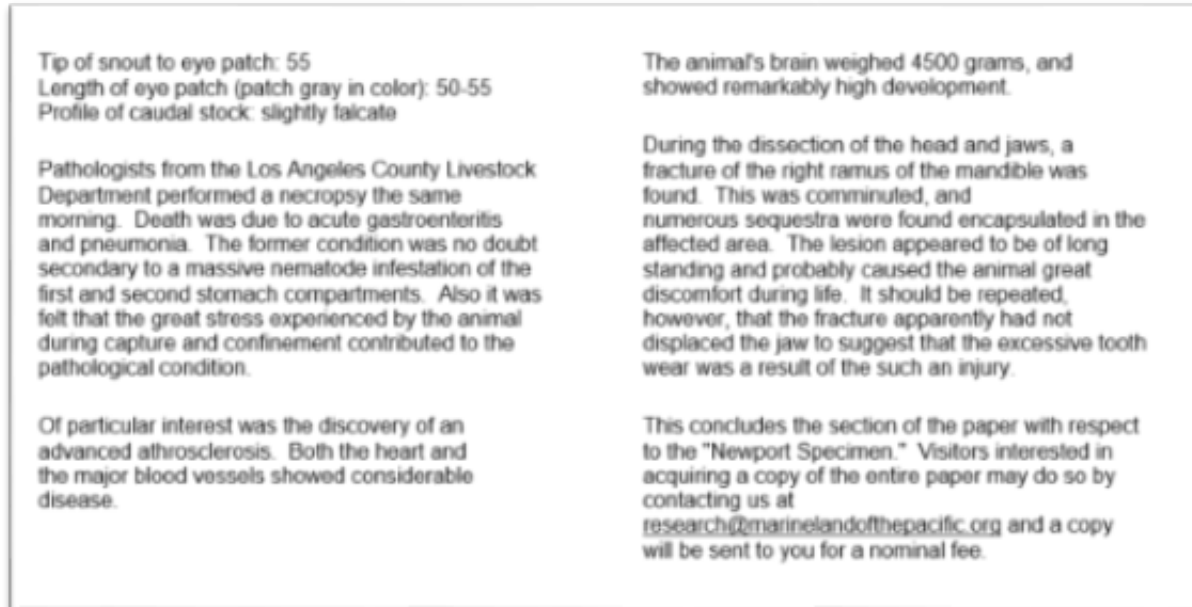 Tip of snout to eye patch: 55
Length of eye patch (patch gray in color): 50-55
Profile of caudal stock: slightly falcate
Pathologists from the Los Angeles County Livestock
Department performed a necropsy the same
morning.  Death was due to acute gastroenteritis
and pneumonia.  The former condition was no doubt
secondary to a massive nematode infestation of the
first and second stomach compartments.  Also it was
felt that the great stress experienced by the animal
during capture and confinement contributed to the
pathological condition.
Of particular interest was the discovery of an
advanced athrosclerosis.  Both the heart and
the major blood vessels showed considerable
disease.
The animal's brain weighed 4500 grams, and
showed remarkably high development.
During the dissection of the head and jaws, a
fracture of the right ramus of the mandible was
found.  This was comminuted, and
numerous sequestra were found encapsulated in the
affected area.  The lesion appeared to be of long
standing and probably caused the animal great
discomfort during life.  It should be repeated,
however, that the fracture apparently had not
displaced the jaw to suggest that the excessive tooth
wear was a result of the such an injury.
This concludes the section of the paper with respect
to the "Newport Specimen."  Visitors interested in
acquiring a copy of the entire paper may do so by
contacting us at
research@marinelandofthepacific.org and a copy
will be sent to you for a nominal fee.